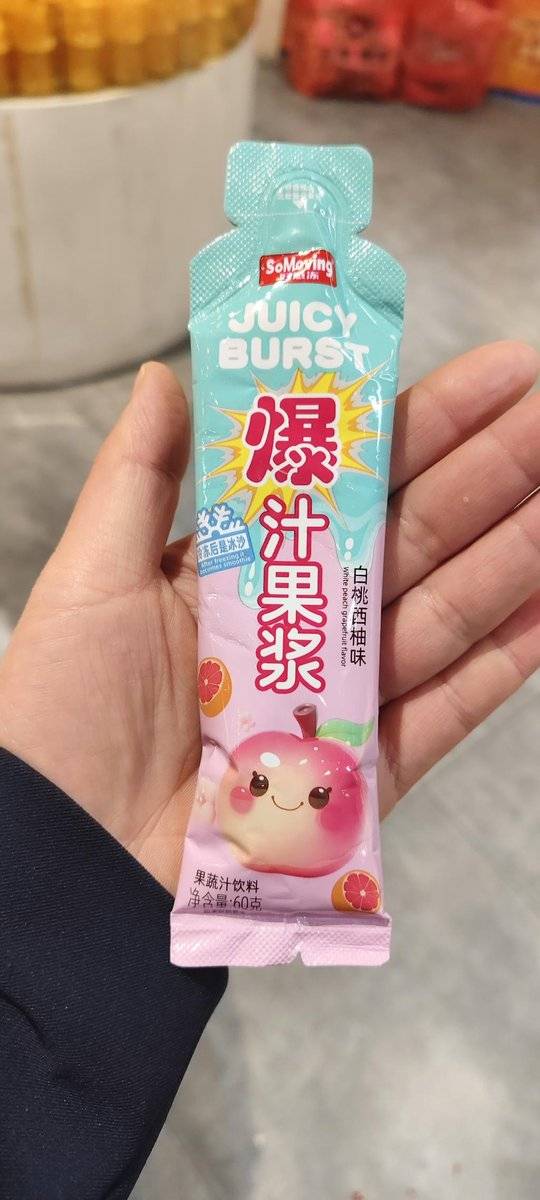 SoMoving
JUICY
BURST
爆
汁果浆
冻后是冰沙
After freezing it
becomes smoothie
白桃西柚味
White peach grapefruit flavor
果蔬汁饮料
净含量:60克